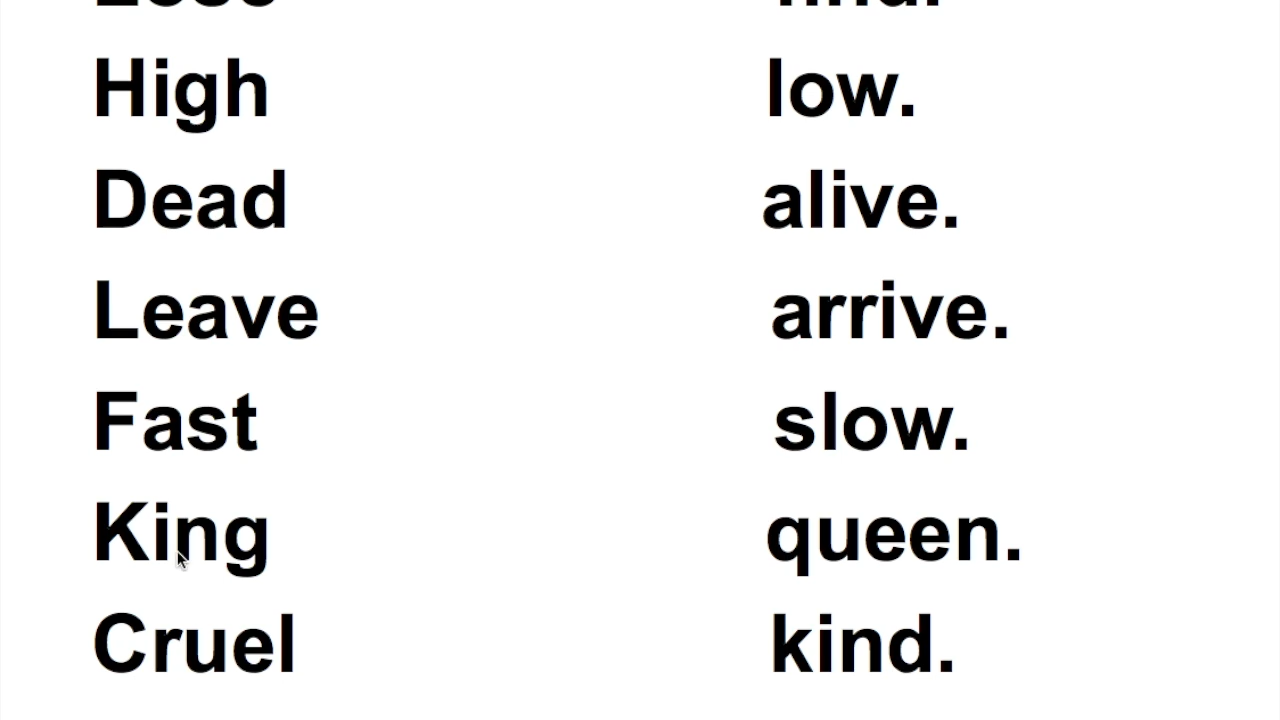 High low.
Dead alive.
Leave arrive.
Fast slow.
King queen.
Cruel kind.